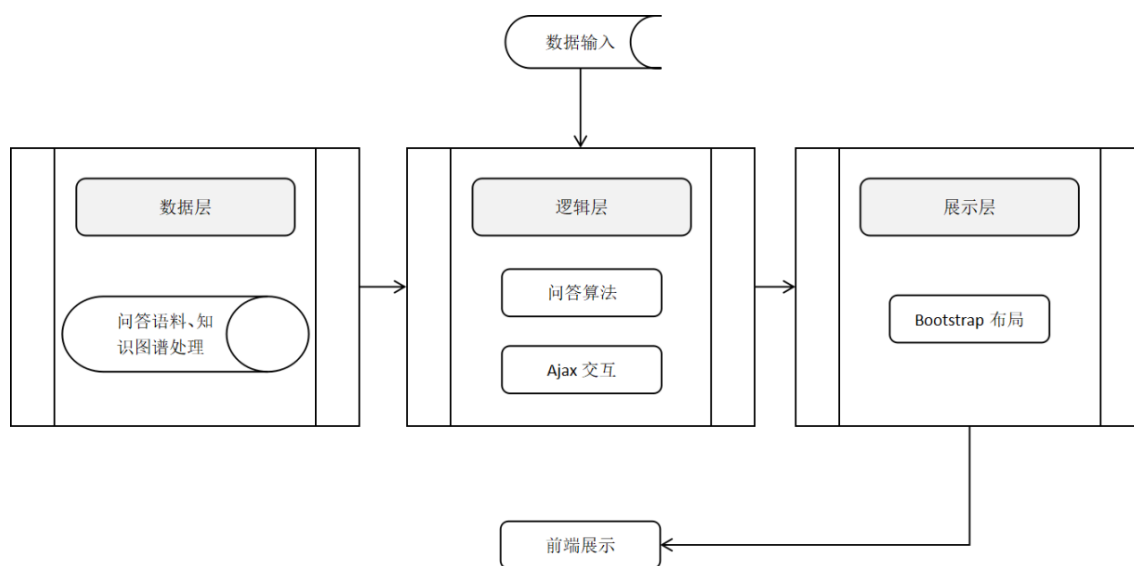 数据输入
数据层
逻辑层
展示层
问答语料、知
识图谱处理
问答算法
Ajax 交互
Bootstrap 布局
前端展示